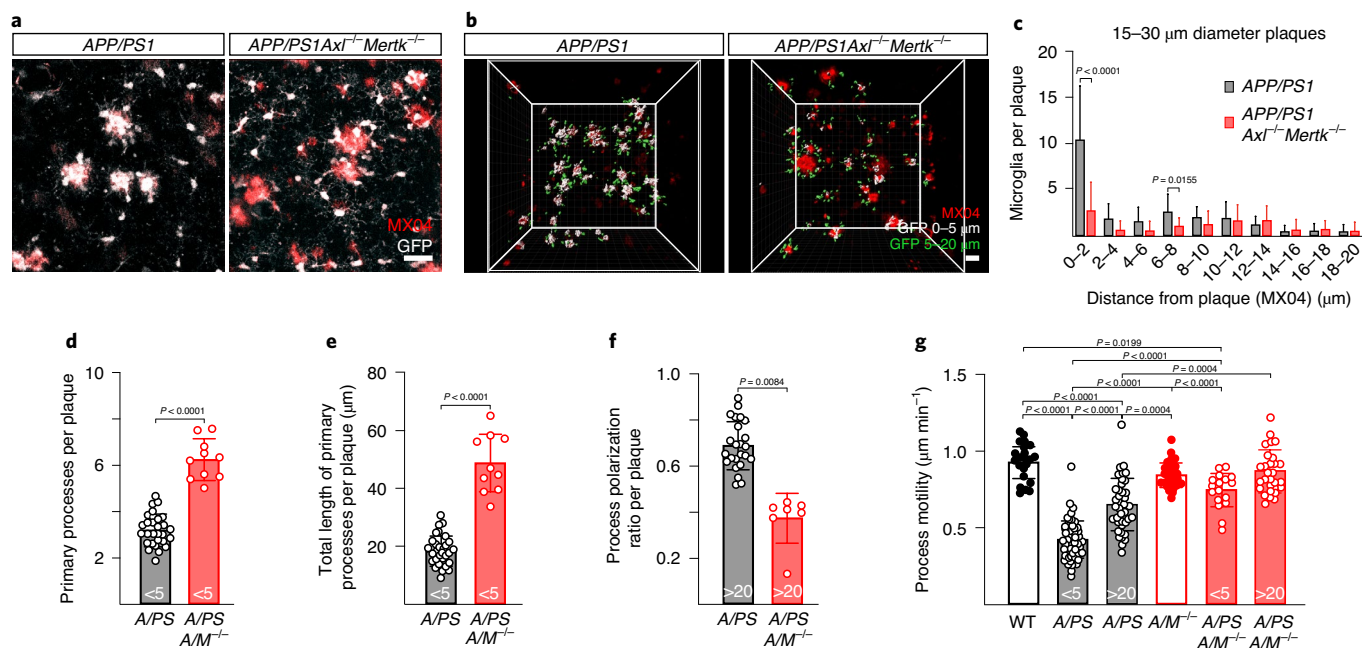 a
APP/PS1
APP/PS1Axl−/−Mertk−/−
MX04
GFP
b
APP/PS1
APP/PS1Axl−/−Mertk−/−
MX04
GFP 0–5 μm
GFP 5–20 μm
c
15–30 μm diameter plaques
Microglia per plaque
20
15
10
5
P < 0.0001
P = 0.0155
APP/PS1
APP/PS1
Axl−/−Mertk−/−
0–2
2–4
4–6
6–8
8–10
10–12
12–14
14–16
16–18
18–20
Distance from plaque (MX04) (μm)
d
Primary processes per plaque
10
6
2
P < 0.0001
<5
<5
A/PS
A/PS
A/M−/−
e
Total length of primary
processes per plaque (μm)
80
60
40
20
P < 0.0001
<5
<5
A/PS
A/PS
A/M−/−
f
Process polarization
ratio per plaque
1.0
0.6
0.2
P = 0.0084
>20
>20
A/PS
A/PS
A/M−/−
g
Process motility (μm min−1)
1.5
1.0
0.5
P = 0.0199
P < 0.0001
P = 0.0004
P < 0.0001
P < 0.0001
P < 0.0001
P < 0.0001
P < 0.0001
P = 0.0004
<5
>20
<5
>20
WT
A/PS
A/PS
A/M−/−
A/PS
A/M−/−
A/PS
A/M−/−